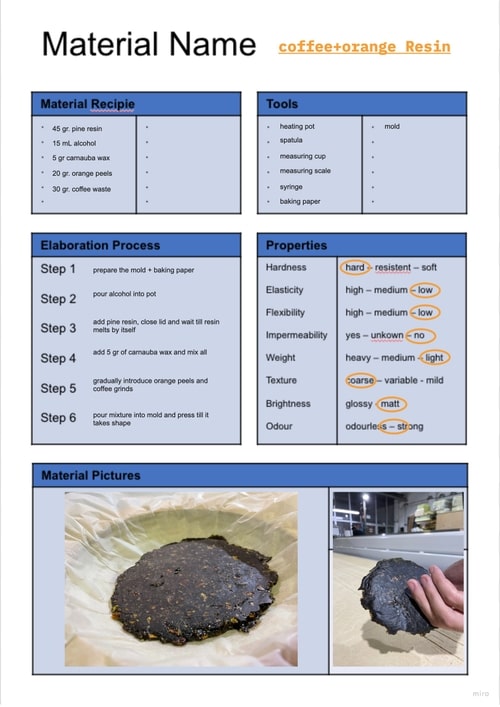 Material Name
coffee+orange Resin
Material Recipie
45 gr. pine resin
15 mL alcohol
5 gr carnauba wax
20 gr. orange peels
30 gr. coffee waste
Tools
heating pot
spatula
measuring cup
measuring scale
syringe
baking paper
mold
Elaboration Process
Step 1 prepare the mold + baking paper
Step 2 pour alcohol into pot
Step 3 add pine resin, close lid and wait till resin
melts by itself
Step 4 add 5 gr of carnauba wax and mix all
Step 5 gradually introduce orange peels and
coffee grinds
Step 6 pour mixture into mold and press till it
takes shape
Properties
Hardness hard – resistent – soft
Elasticity high – medium – low
Flexibility high – medium – low
Impermeability yes – unkown – no
Weight heavy – medium – light
Texture coarse – variable - mild
Brightness glossy - matt
Odour odourless – strong
Material Pictures
miro